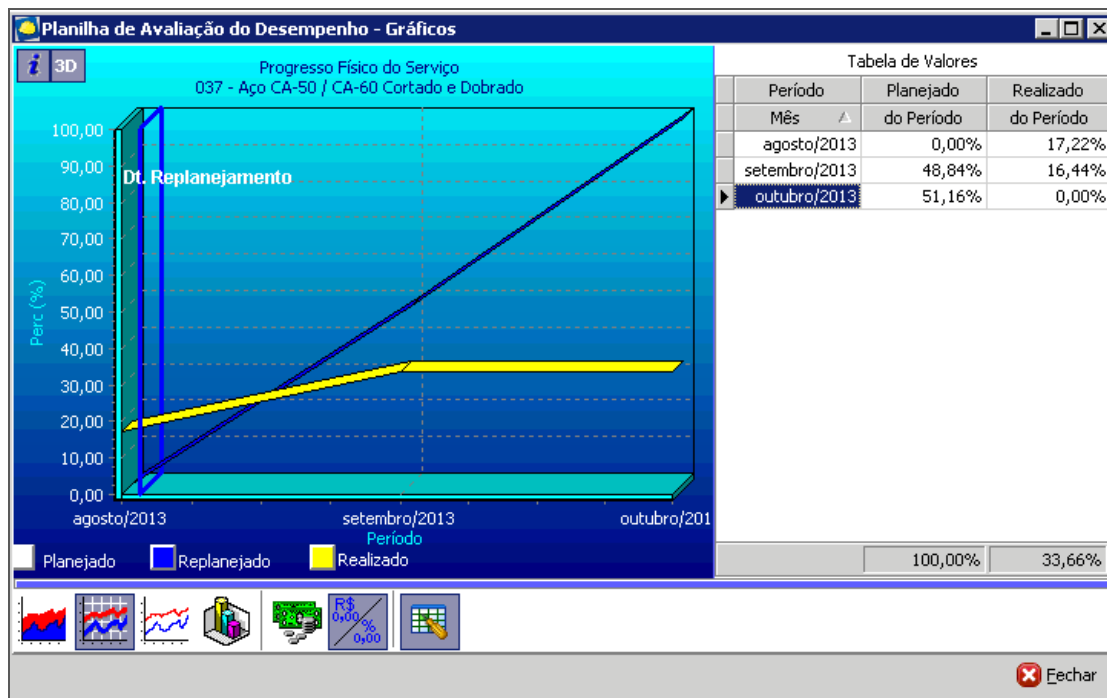 Planilha de Avaliação do Desempenho - Gráficos
i 3D
Progresso Físico do Serviço
037 - Aço CA-50 / CA-60 Cortado e Dobrado
100,00
90,00
80,00
70,00
60,00
50,00
40,00
30,00
20,00
10,00
0,00
Perc (%)
Dt. Replanejamento
agosto/2013 setembro/2013 outubro/201
Período
Planejado Replanejado Realizado
Tabela de Valores
Período Planejado Realizado
Mês do Período do Período
agosto/2013 0,00% 17,22%
setembro/2013 48,84% 16,44%
outubro/2013 51,16% 0,00%
100,00% 33,66%
R$
0,00
%
0,00
Fechar